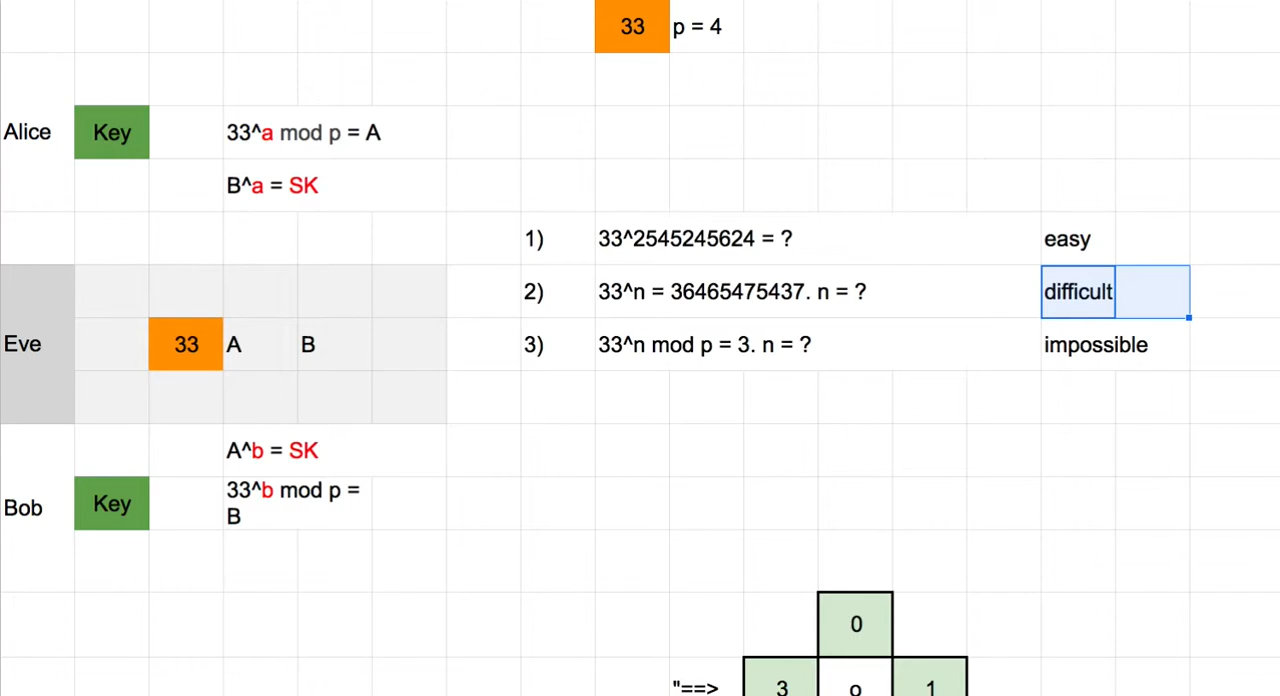 33 p = 4
Alice Key 33^a mod p = A
B^a = SK
1) 33^2545245624 = ? easy
2) 33^n = 36465475437. n = ? difficult
Eve 33 A B 3) 33^n mod p = 3. n = ? impossible
A^b = SK
Bob Key 33^b mod p =
B
0
"==> 3 o 1